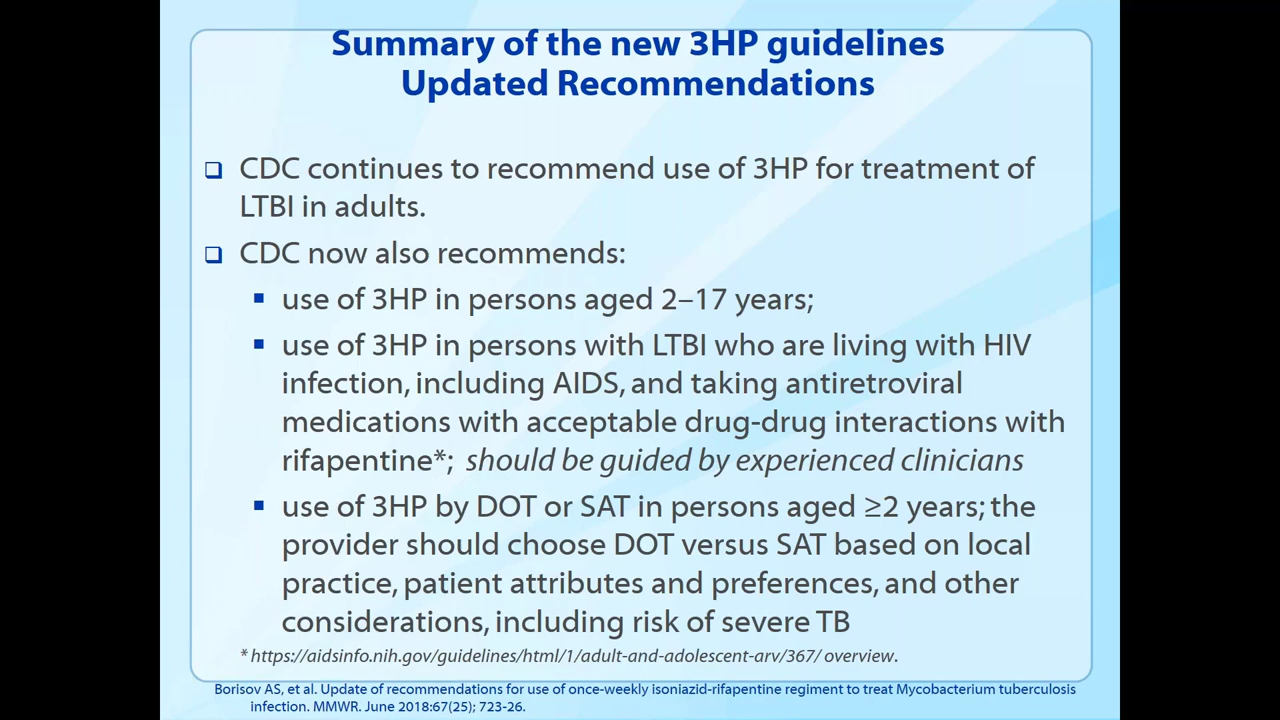 Summary of the new 3HP guidelines
Updated Recommendations
❑ CDC continues to recommend use of 3HP for treatment of
LTBI in adults.
❑ CDC now also recommends:
▪ use of 3HP in persons aged 2–17 years;
▪ use of 3HP in persons with LTBI who are living with HIV
infection, including AIDS, and taking antiretroviral
medications with acceptable drug-drug interactions with
rifapentine*; should be guided by experienced clinicians
▪ use of 3HP by DOT or SAT in persons aged ≥2 years; the
provider should choose DOT versus SAT based on local
practice, patient attributes and preferences, and other
considerations, including risk of severe TB
* https://aidsinfo.nih.gov/guidelines/html/1/adult-and-adolescent-arv/367/ overview.
Borisov AS, et al. Update of recommendations for use of once-weekly isoniazid-rifapentine regiment to treat Mycobacterium tuberculosis
infection. MMWR. June 2018:67(25); 723-26.